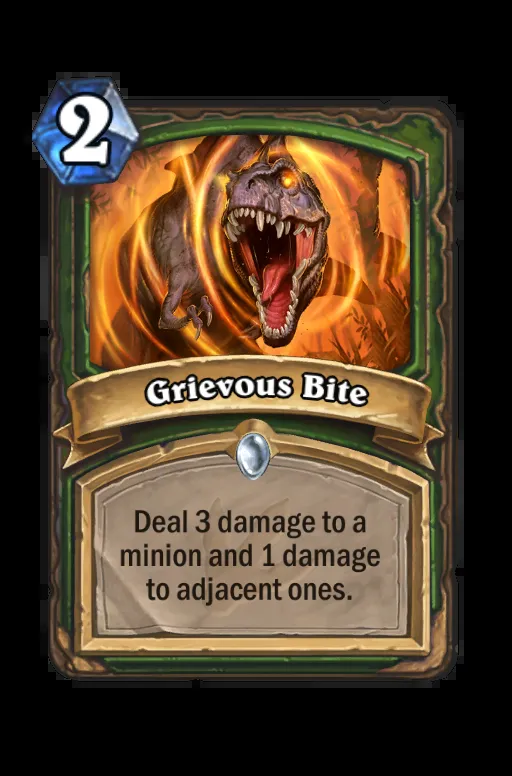 2
Grievous Bite
Deal 3 damage to a
minion and 1 damage
to adjacent ones.